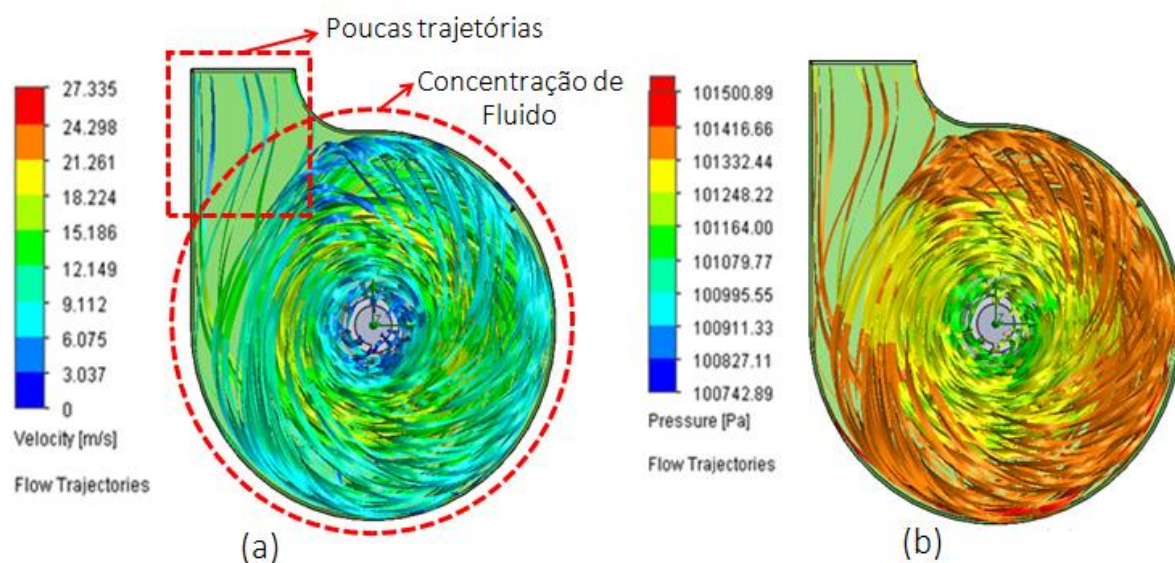 Poucas trajetórias
Concentração de
Fluido
27.335
24.298
21.261
18.224
15.186
12.149
9.112
6.075
3.037
0
Velocity [m/s]
Flow Trajectories
(a)
101500.89
101416.66
101332.44
101248.22
101164.00
101079.77
100995.55
100911.33
100827.11
100742.89
Pressure [Pa]
Flow Trajectories
(b)